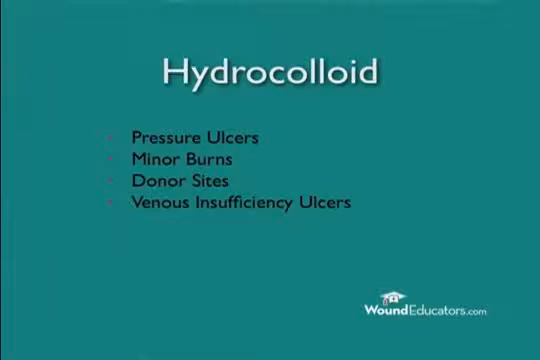 Hydrocolloid
Pressure Ulcers
Minor Burns
Donor Sites
Venous Insufficiency Ulcers
WoundEducators.com